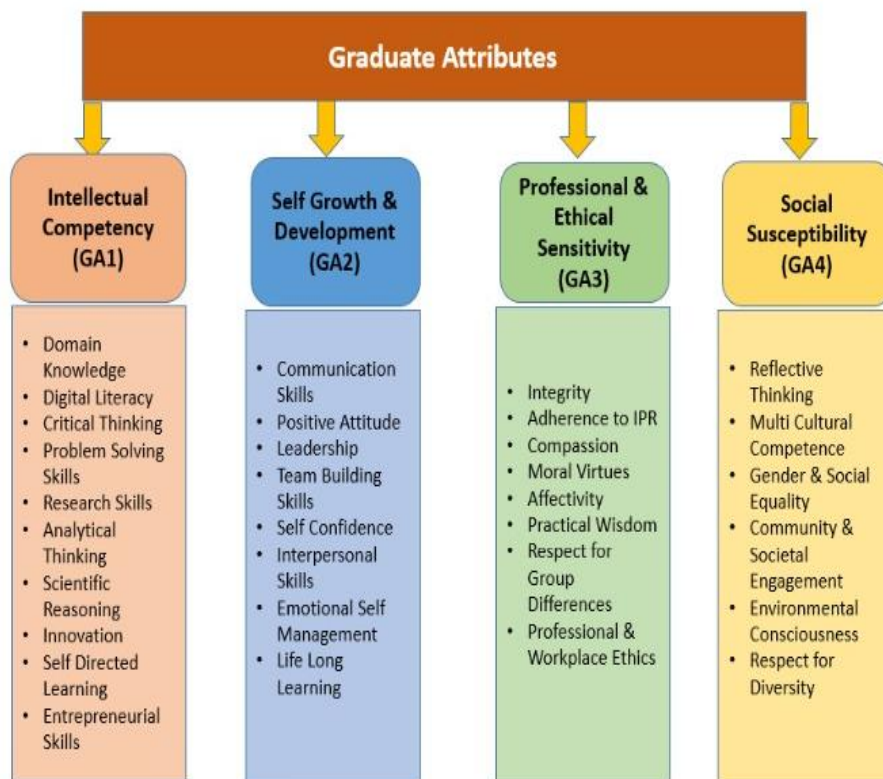 Graduate Attributes
Intellectual
Competency
(GA1)
• Domain
Knowledge
• Digital Literacy
• Critical Thinking
• Problem Solving
Skills
• Research Skills
• Analytical
Thinking
• Scientific
Reasoning
• Innovation
• Self Directed
Learning
• Entrepreneurial
Skills
Self Growth &
Development
(GA2)
• Communication
Skills
• Positive Attitude
• Leadership
• Team Building
Skills
• Self Confidence
• Interpersonal
Skills
• Emotional Self
Management
• Life Long
Learning
Professional &
Ethical
Sensitivity
(GA3)
• Integrity
• Adherence to IPR
• Compassion
• Moral Virtues
• Affectivity
• Practical Wisdom
• Respect for
Group
Differences
• Professional &
Workplace Ethics
Social
Susceptibility
(GA4)
• Reflective
Thinking
• Multi Cultural
Competence
• Gender & Social
Equality
• Community &
Societal
Engagement
• Environmental
Consciousness
• Respect for
Diversity